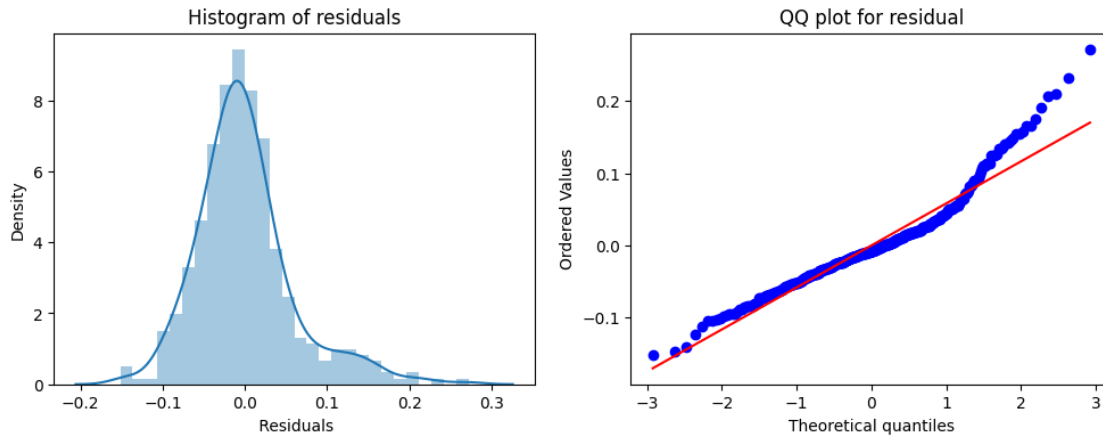 Histogram of residuals
Density
8
6
4
2
0
−0.2 −0.1 0.0 0.1 0.2 0.3
Residuals
QQ plot for residual
Ordered Values
0.2
0.1
0.0
−0.1
−3 −2 −1 0 1 2 3
Theoretical quantiles